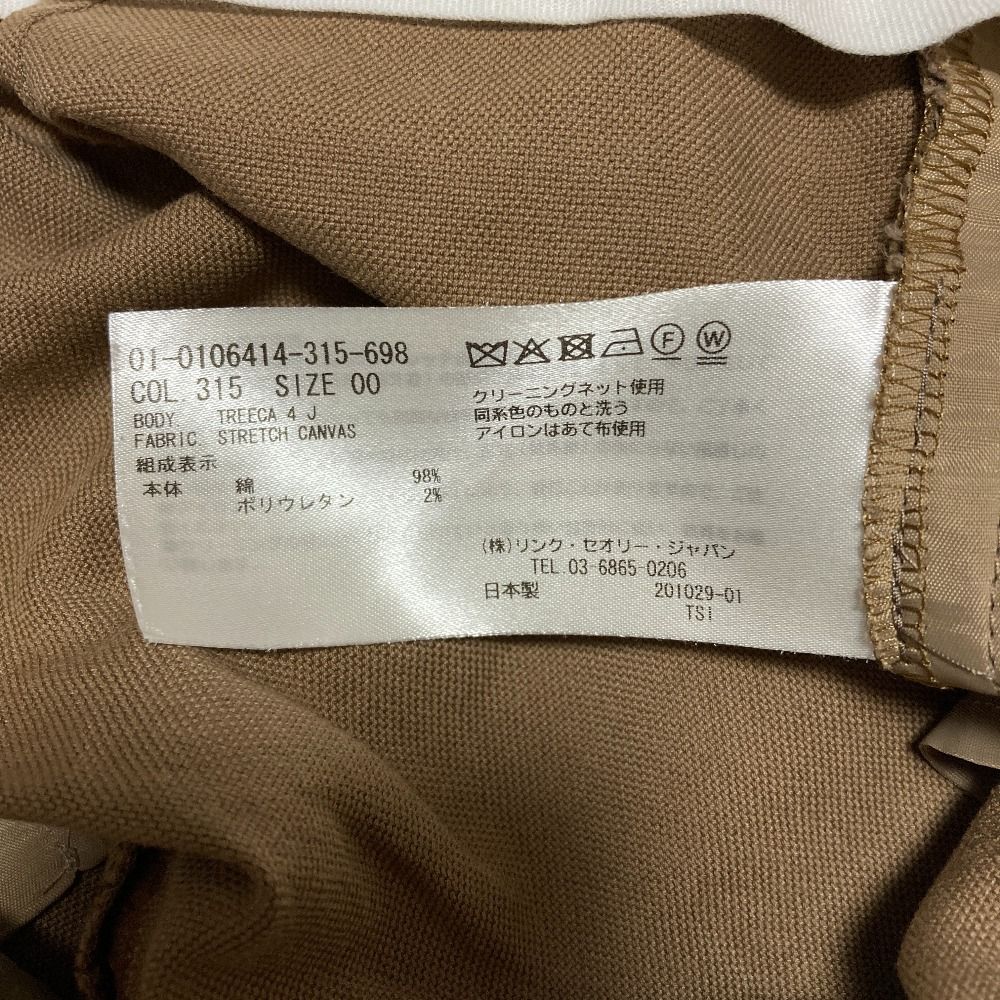 01-0106414-315-698
COL. 315 SIZE 00
BODY TREECA 4 J
FABRIC. STRETCH CANVAS
組成表示
本体 綿 98%
ポリウレタン 2%
F W
クリーニングネット使用
同系色のものと洗う
アイロンはあて布使用
(株)リンク・セオリー・ジャパン
TEL 03-6865-0206
日本製 201029-01
TSI